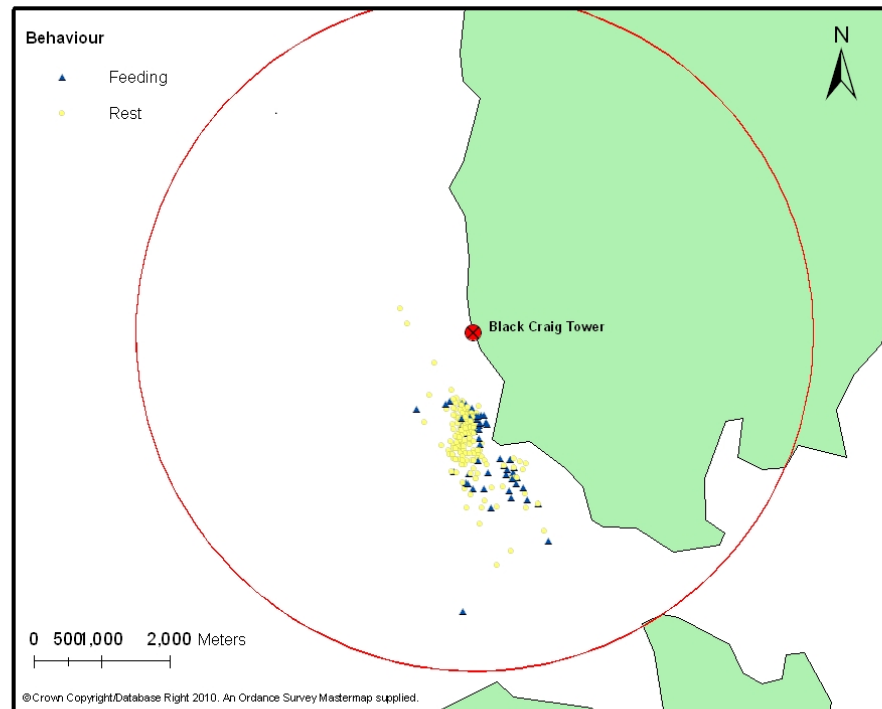 Behaviour
Feeding
Rest
N
Black Craig Tower
0 5001,000 2,000 Meters
©Crown Copyright/Database Right 2010. An Ordance Survey Mastermap supplied.